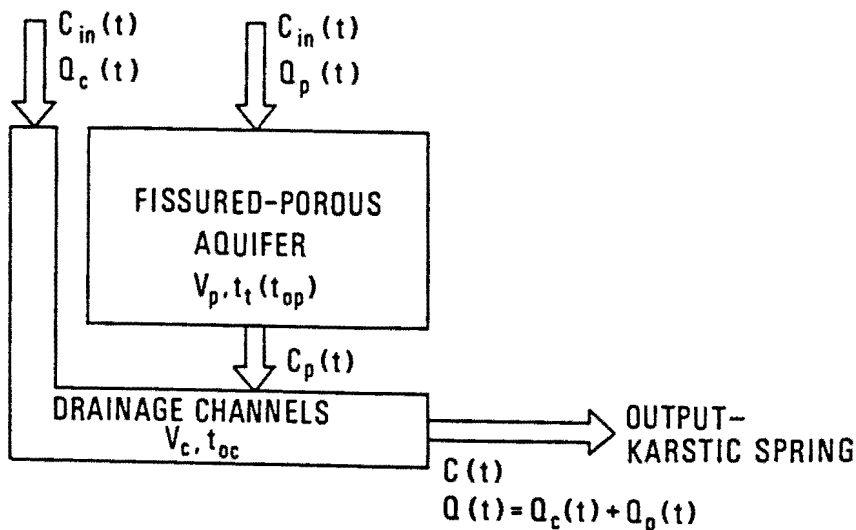 C_in(t)
Q_c(t)
C_in(t)
Q_p(t)
FISSURED-POROUS
AQUIFER
V_p, t_t(t_op)
C_p(t)
DRAINAGE CHANNELS
V_c, t_oc
OUTPUT-
KARSTIC SPRING
C(t)
Q(t)=Q_c(t)+Q_p(t)